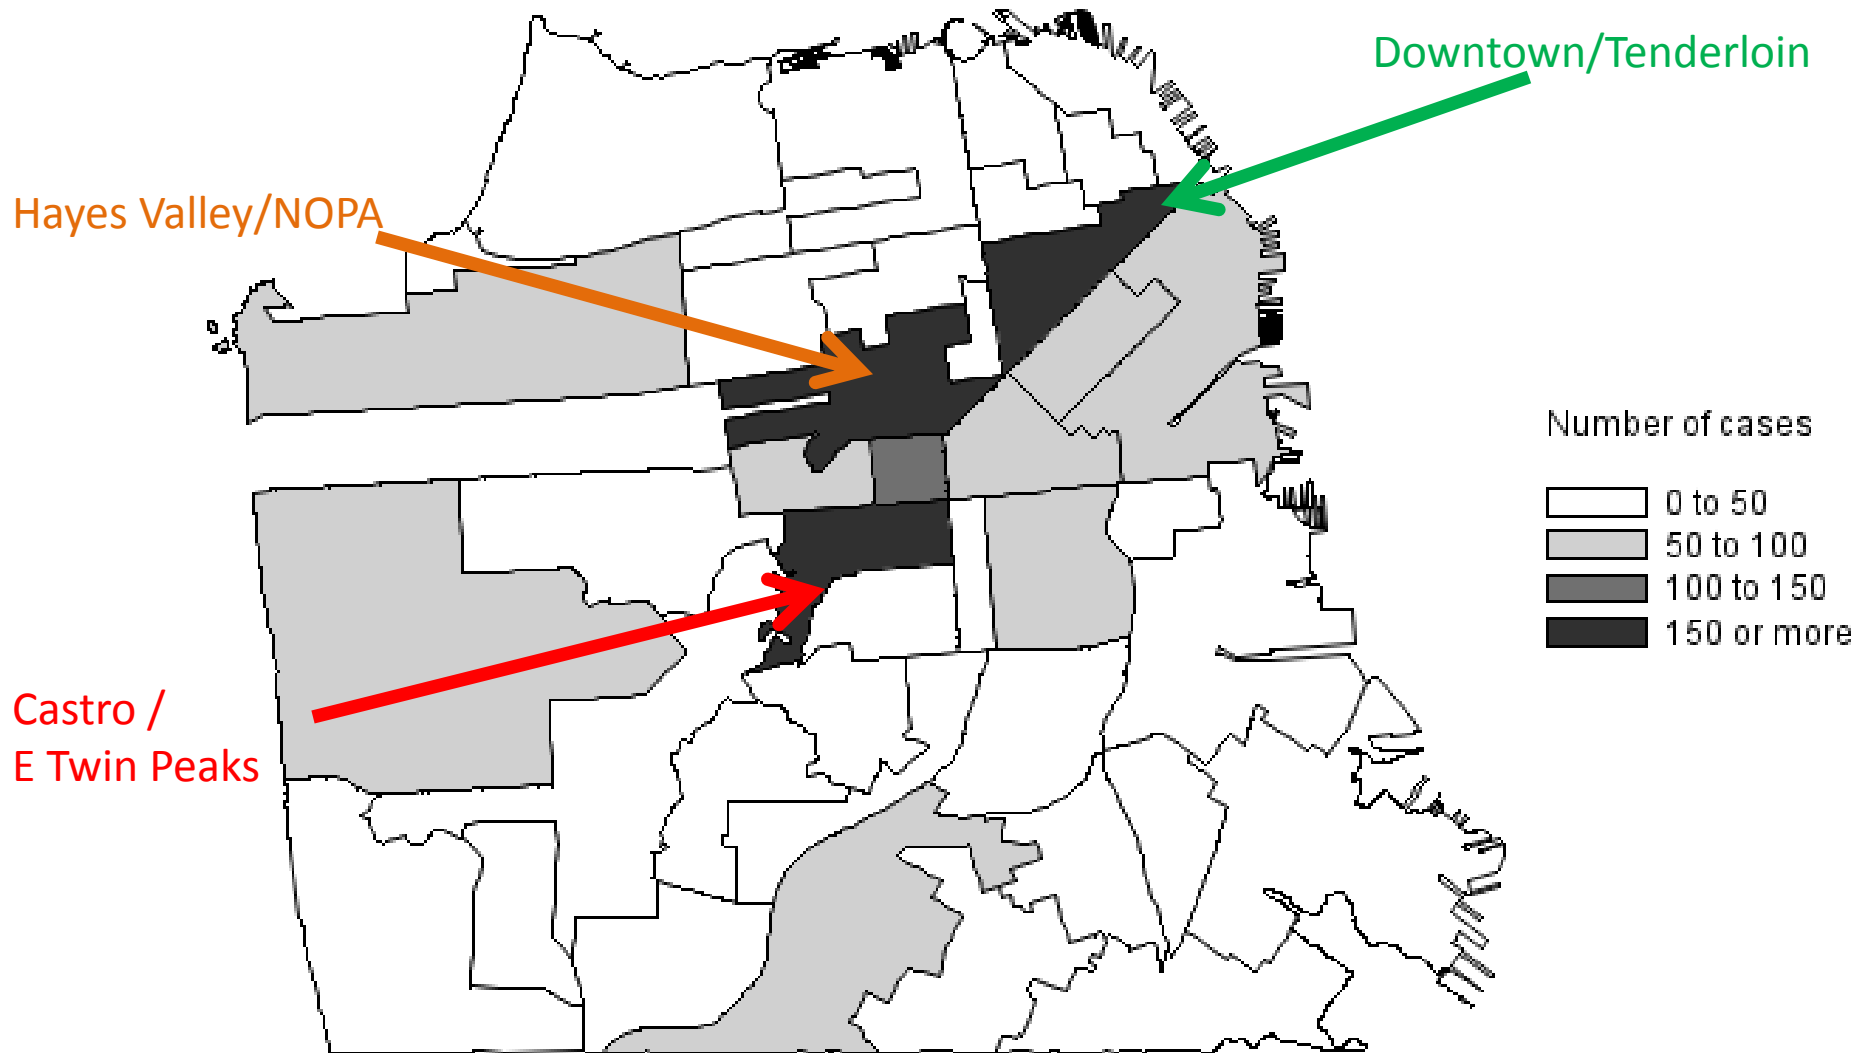 Downtown/Tenderloin
Hayes Valley/NOPA
Castro /
E Twin Peaks
Number of cases
0 to 50
50 to 100
100 to 150
150 or more